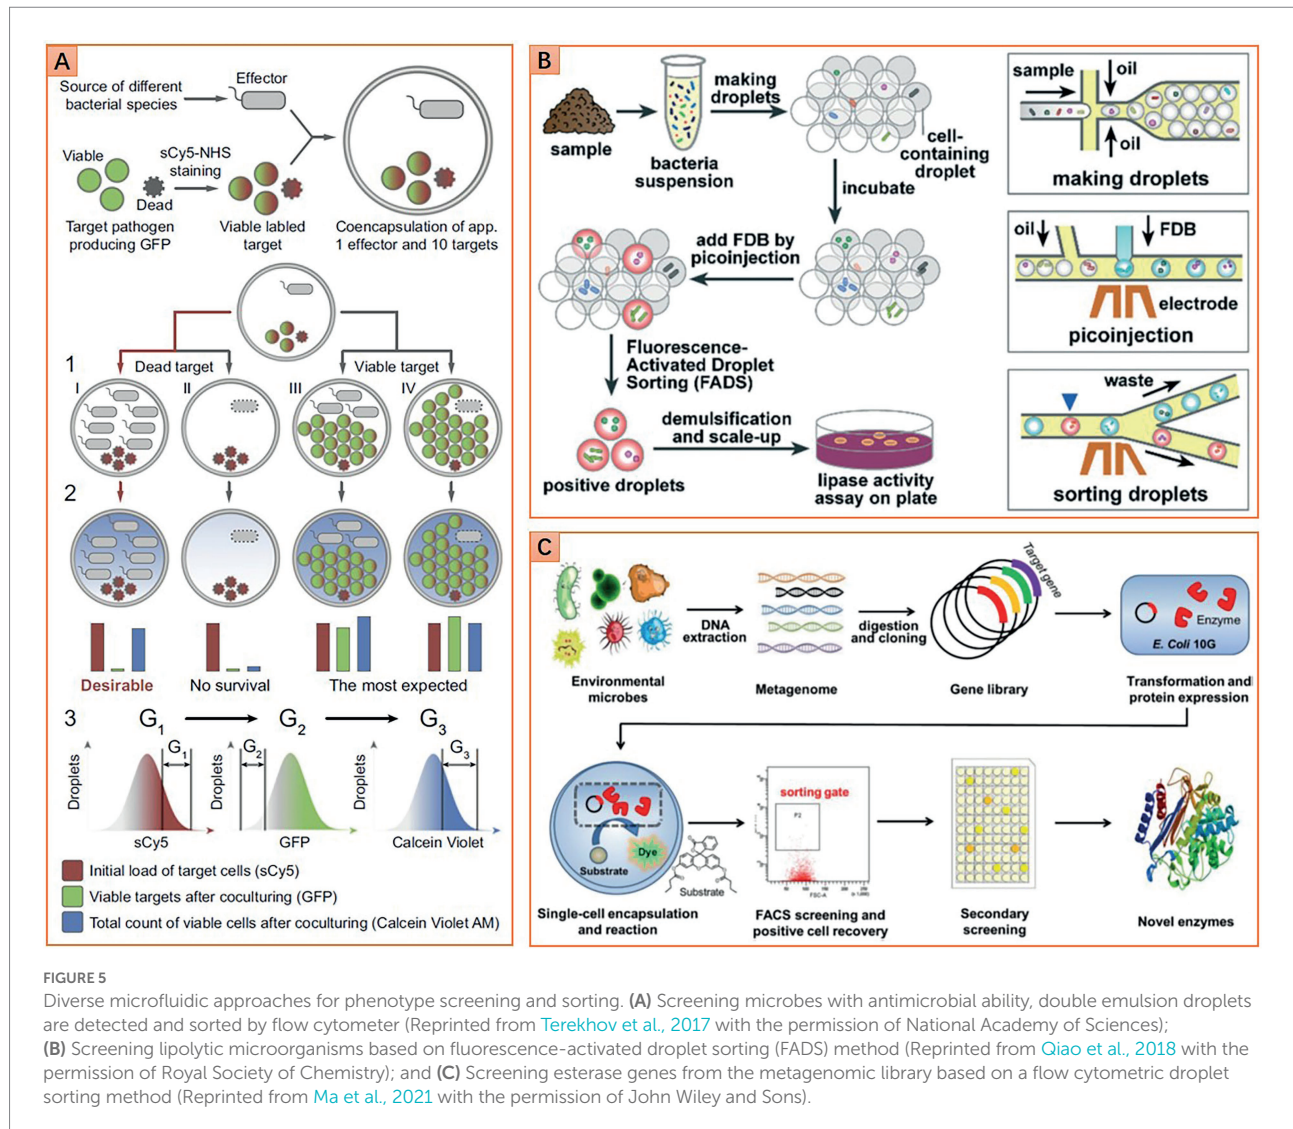 A
Source of different
bacterial species
Effector
Viable
sCy5-NHS
staining
Dead
Target pathogen
producing GFP
Viable labled
target
Coencapsulation of app.
1 effector and 10 targets
1
Dead target
Viable target
I
II
III
IV
2
Desirable
No survival
The most expected
3
G1
G2
G3
Droplets
G1
sCy5
Droplets
G2
GFP
Droplets
G3
Calcein Violet
Initial load of target cells (sCy5)
Viable targets after coculturing (GFP)
Total count of viable cells after coculturing (Calcein Violet AM)
B
sample
bacteria
suspension
making
droplets
cell-
containing
droplet
incubate
add FDB by
picoinjection
Fluorescence-
Activated Droplet
Sorting (FADS)
positive droplets
demulsification
and scale-up
lipase activity
assay on plate
sample
oil
oil
making droplets
oil
FDB
electrode
picoinjection
waste
sorting droplets
C
Environmental
microbes
DNA
extraction
Metagenome
digestion
and cloning
Target gene
Gene library
Enzyme
E. Coli 10G
Transformation and
protein expression
Substrate
Dye
Substrate
Single-cell encapsulation
and reaction
sorting gate
P2
FSC-A
FACS screening and
positive cell recovery
Secondary
screening
Novel enzymes
FIGURE 5
Diverse microfluidic approaches for phenotype screening and sorting. (A) Screening microbes with antimicrobial ability, double emulsion droplets
are detected and sorted by flow cytometer (Reprinted from Terekhov et al., 2017 with the permission of National Academy of Sciences);
(B) Screening lipolytic microorganisms based on fluorescence-activated droplet sorting (FADS) method (Reprinted from Qiao et al., 2018 with the
permission of Royal Society of Chemistry); and (C) Screening esterase genes from the metagenomic library based on a flow cytometric droplet
sorting method (Reprinted from Ma et al., 2021 with the permission of John Wiley and Sons).